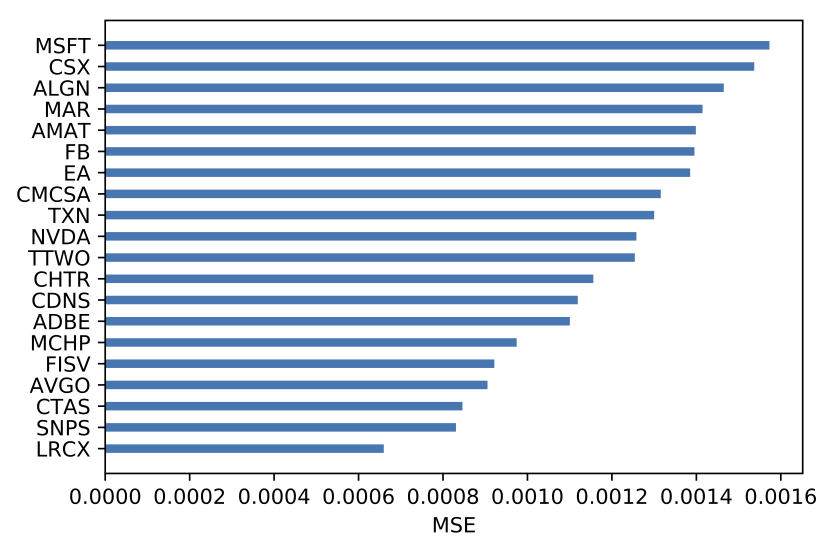 MSFT
CSX
ALGN
MAR
AMAT
FB
EA
CMCSA
TXN
NVDA
TTWO
CHTR
CDNS
ADBE
MCHP
FISV
AVGO
CTAS
SNPS
LRCX
0.0000 0.0002 0.0004 0.0006 0.0008 0.0010 0.0012 0.0014 0.0016
MSE